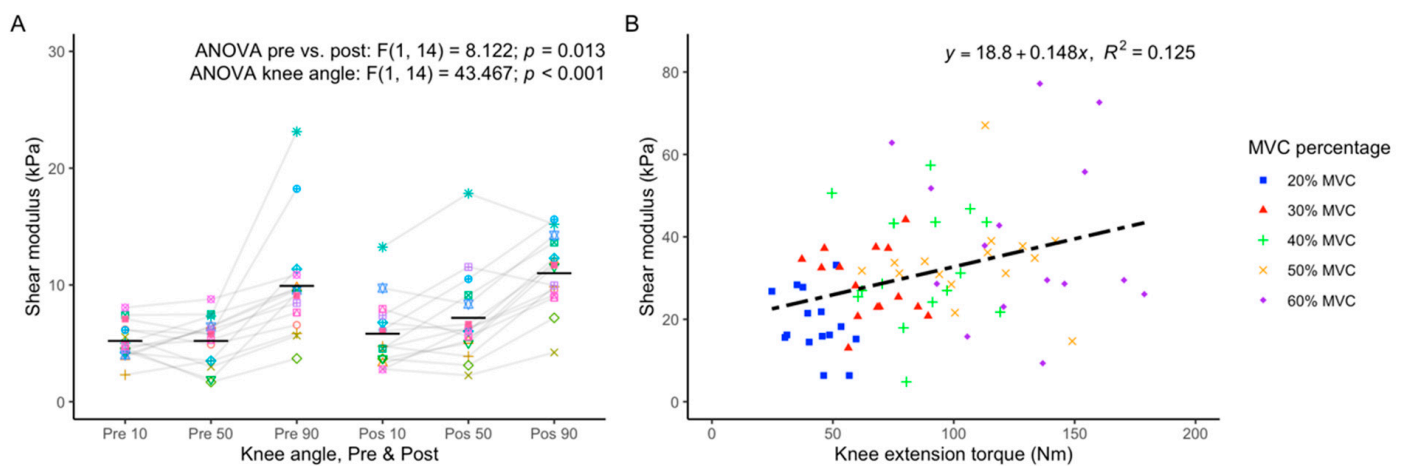 A
ANOVA pre vs. post: F(1, 14) = 8.122; p = 0.013
ANOVA knee angle: F(1, 14) = 43.467; p < 0.001
Shear modulus (kPa)
30
20
10
0
Pre 10 Pre 50 Pre 90 Pos 10 Pos 50 Pos 90
Knee angle, Pre & Post
B
y = 18.8 + 0.148x, R² = 0.125
Shear modulus (kPa)
80
60
40
20
0
0 50 100 150 200
Knee extension torque (Nm)
MVC percentage
20% MVC
30% MVC
40% MVC
50% MVC
60% MVC